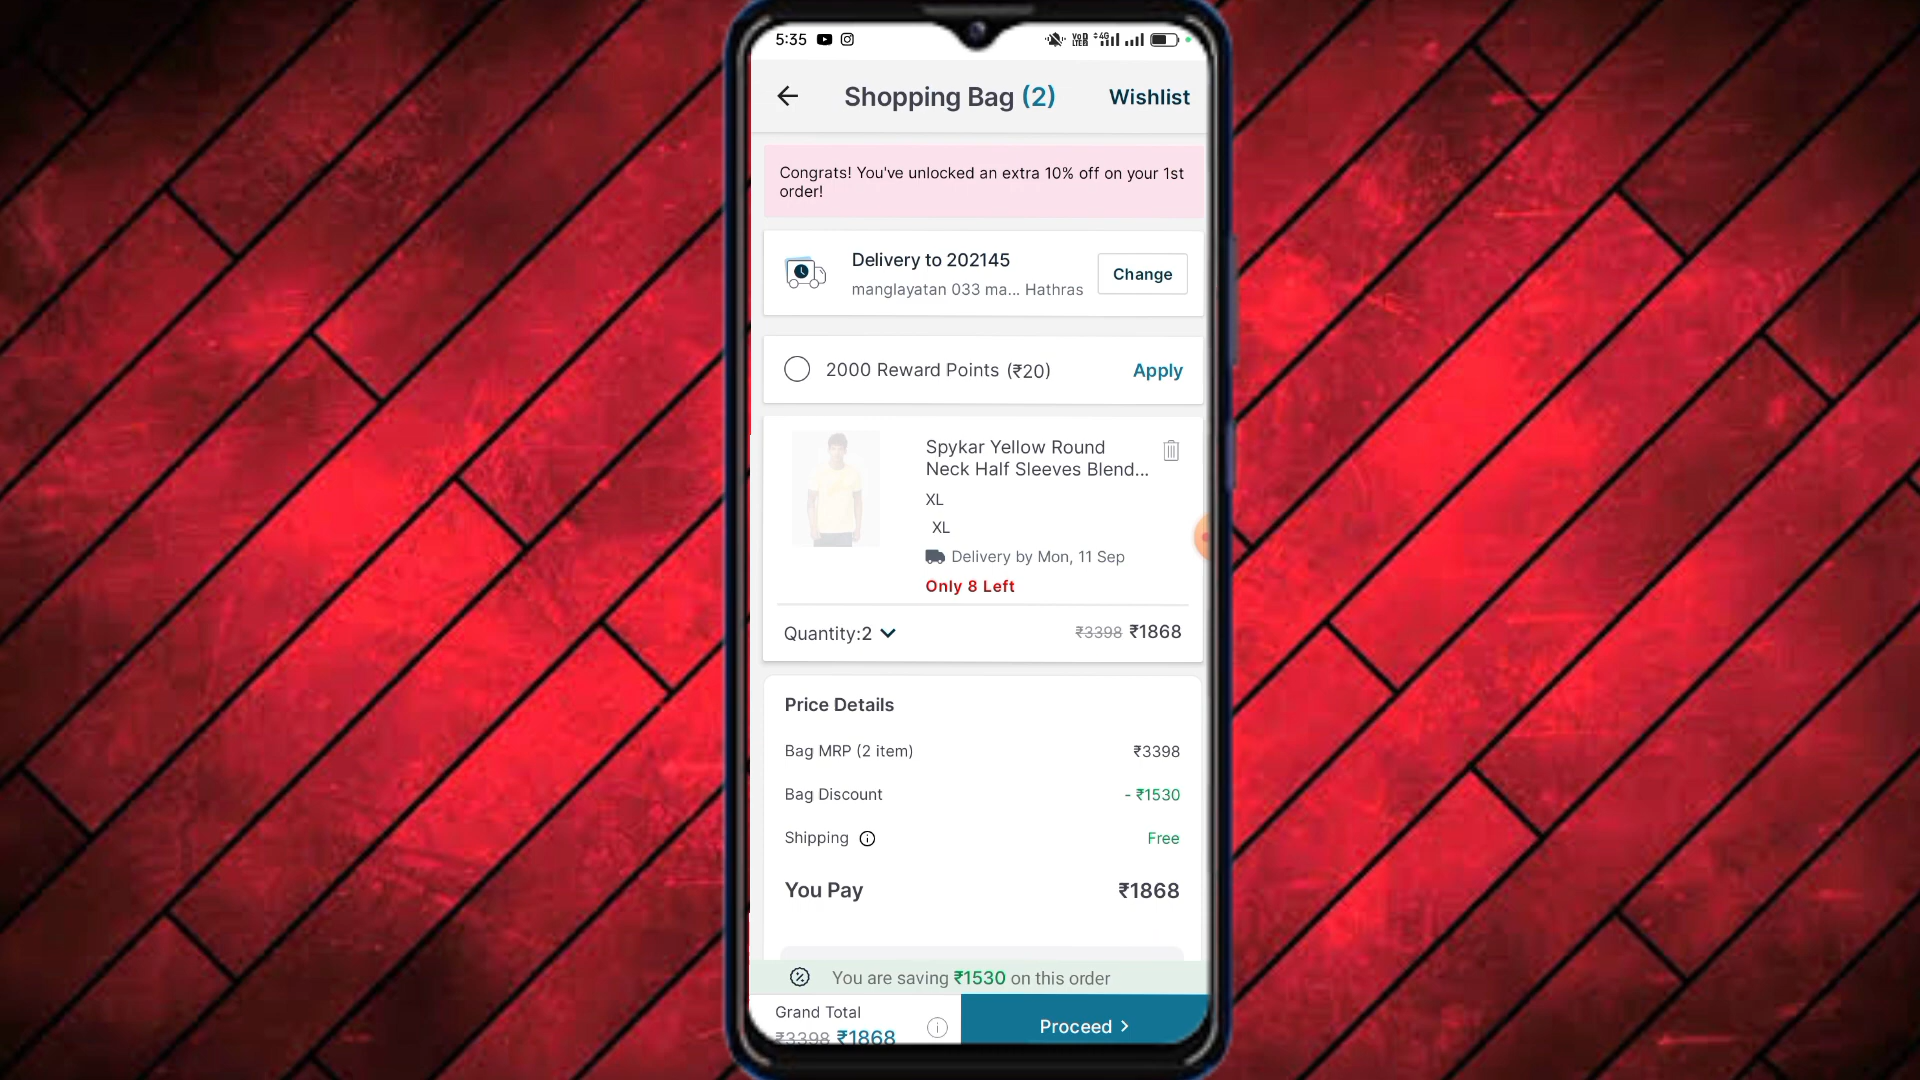 5:35
Shopping Bag (2)
Wishlist
Congrats! You've unlocked an extra 10% off on your 1st
order!
Delivery to 202145
manglayatan 033 ma... Hathras
Change
2000 Reward Points (₹20)
Apply
Spykar Yellow Round
Neck Half Sleeves Blend...
XL
XL
Delivery by Mon, 11 Sep
Only 8 Left
Quantity:2
₹3398 ₹1868
Price Details
Bag MRP (2 item)
₹3398
Bag Discount
- ₹1530
Shipping
Free
You Pay
₹1868
You are saving ₹1530 on this order
Grand Total
₹3398 ₹1868
Proceed